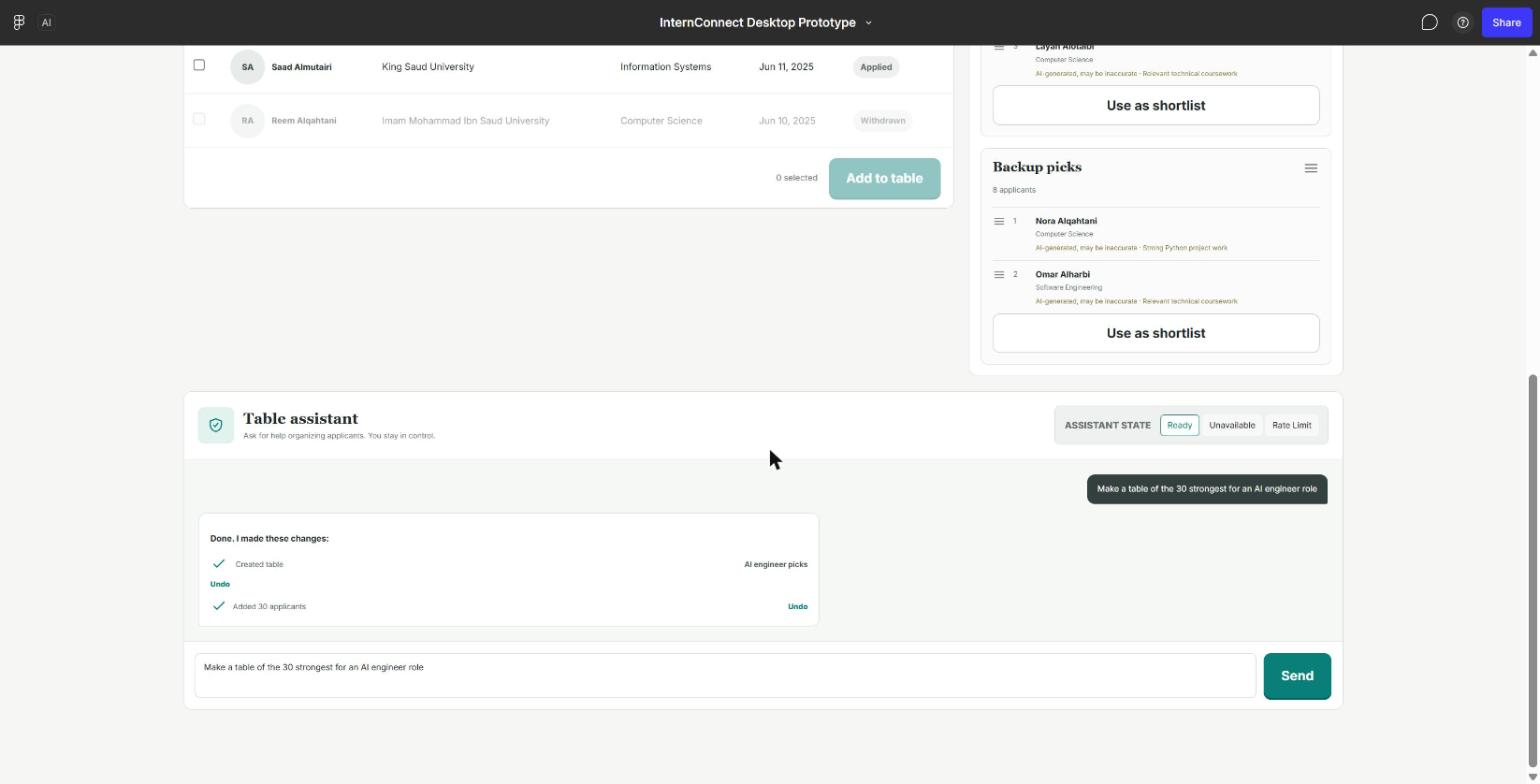 AI
InternConnect Desktop Prototype
Share
SA
Saad Almutairi
King Saud University
Information Systems
Jun 11, 2025
Applied
RA
Reem Alqahtani
Imam Mohammad Ibn Saud University
Computer Science
Jun 10, 2025
Withdrawn
0 selected
Add to table
3
Layan Alotaibi
Computer Science
AI-generated, may be inaccurate · Relevant technical coursework
Use as shortlist
Backup picks
8 applicants
1
Nora Alqahtani
Computer Science
AI-generated, may be inaccurate · Strong Python project work
2
Omar Alharbi
Software Engineering
AI-generated, may be inaccurate · Relevant technical coursework
Use as shortlist
Table assistant
Ask for help organizing applicants. You stay in control.
ASSISTANT STATE
Ready
Unavailable
Rate Limit
Make a table of the 30 strongest for an AI engineer role
Done. I made these changes:
Created table
AI engineer picks
Undo
Added 30 applicants
Undo
Make a table of the 30 strongest for an AI engineer role
Send